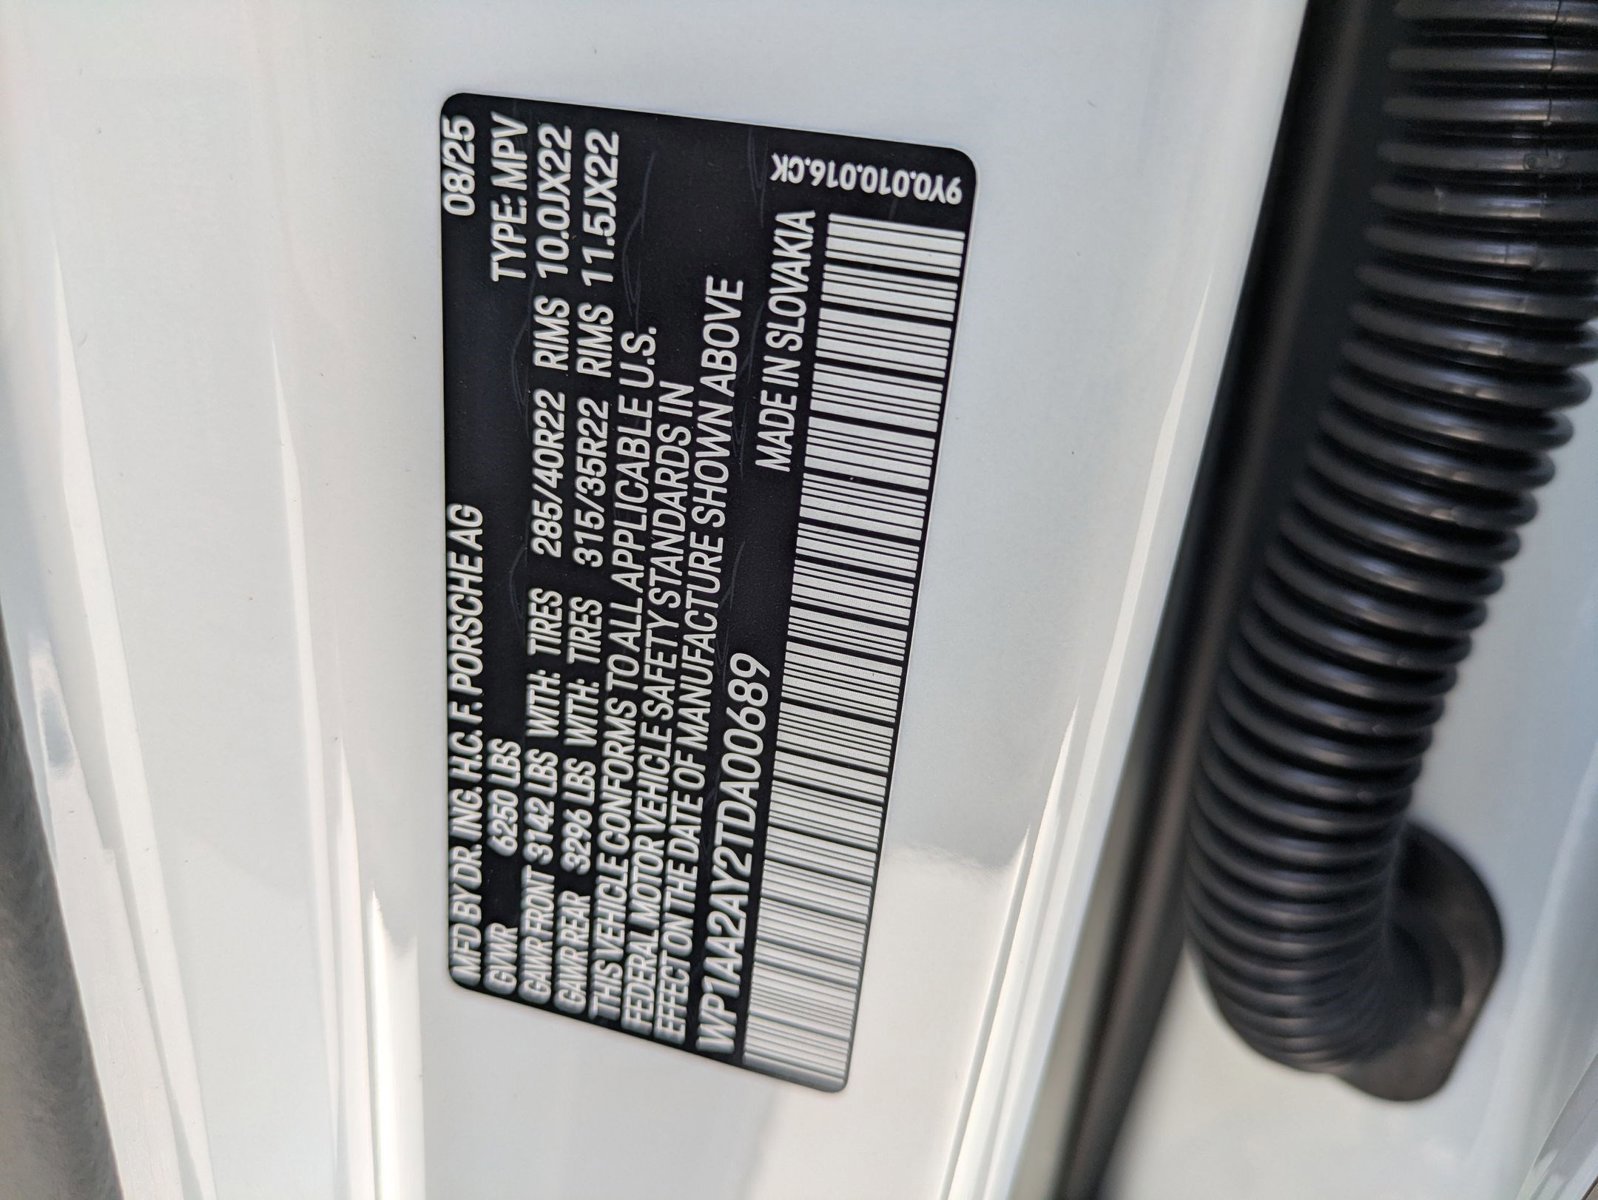 MFD BY DR. ING. H.C. F. PORSCHE AG 08/25
GVWR 6250 LBS TYPE: MPV
GAWR FRONT 3142 LBS WITH: TIRES 285/40R22 RIMS 10.0JX22
GAWR REAR 3296 LBS WITH: TIRES 315/35R22 RIMS 11.5JX22
THIS VEHICLE CONFORMS TO ALL APPLICABLE U.S.
FEDERAL MOTOR VEHICLE SAFETY STANDARDS IN
EFFECT ON THE DATE OF MANUFACTURE SHOWN ABOVE
WP1AA2AY2TDA00689 MADE IN SLOVAKIA
9Y0.010.016.CK